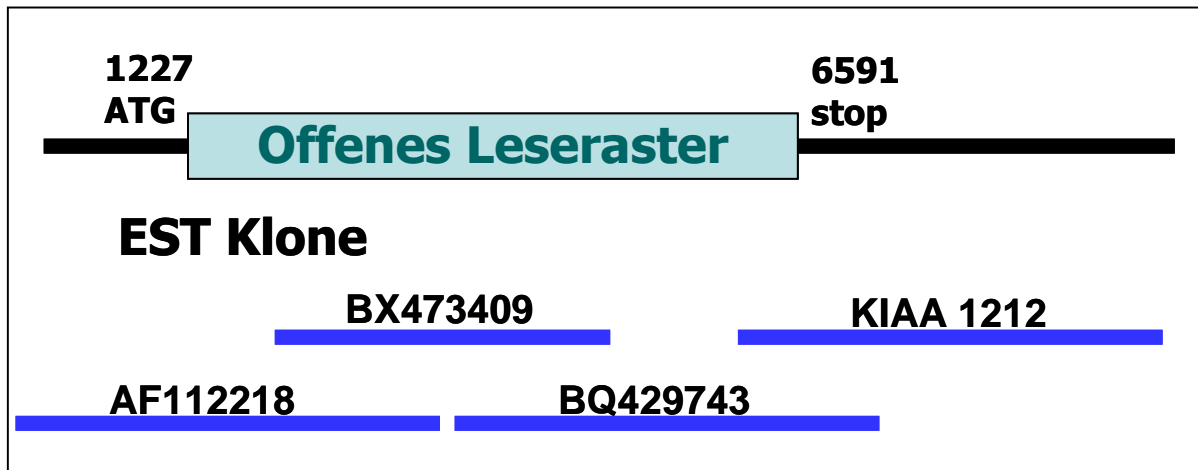 1227
ATG
6591
stop
Offenes Leseraster
EST Klone
BX473409
KIAA 1212
AF112218
BQ429743